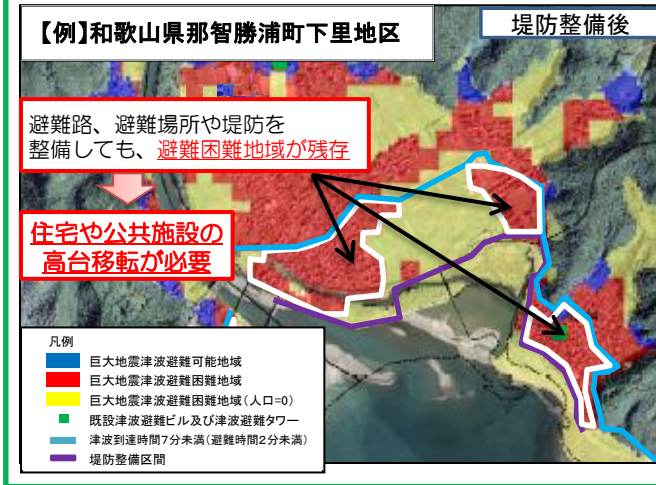 【例】和歌山県那智勝浦町下里地区
堤防整備後
避難路、避難場所や堤防を
整備しても、避難困難地域が残存
住宅や公共施設の
高台移転が必要
凡例
巨大地震津波避難可能地域
巨大地震津波避難困難地域
巨大地震津波避難困難地域(人口=0)
既設津波避難ビル及び津波避難タワー
津波到達時間7分未満(避難時間2分未満)
堤防整備区間